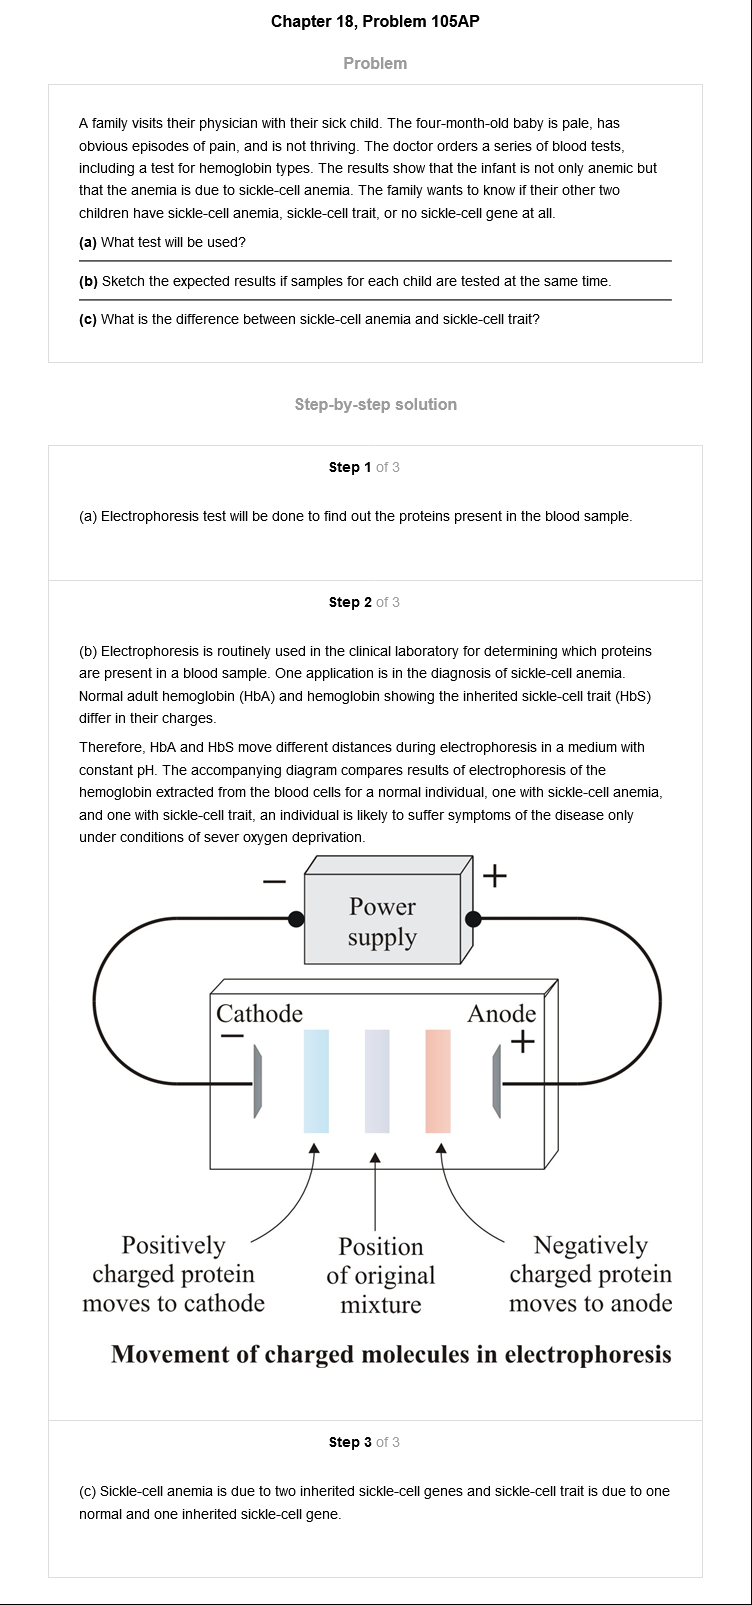 Chapter 18, Problem 105AP
Problem
A family visits their physician with their sick child. The four-month-old baby is pale, has
obvious episodes of pain, and is not thriving. The doctor orders a series of blood tests,
including a test for hemoglobin types. The results show that the infant is not only anemic but
that the anemia is due to sickle-cell anemia. The family wants to know if their other two
children have sickle-cell anemia, sickle-cell trait, or no sickle-cell gene at all.
(a) What test will be used?
(b) Sketch the expected results if samples for each child are tested at the same time.
(c) What is the difference between sickle-cell anemia and sickle-cell trait?
Step-by-step solution
Step 1 of 3
(a) Electrophoresis test will be done to find out the proteins present in the blood sample.
Step 2 of 3
(b) Electrophoresis is routinely used in the clinical laboratory for determining which proteins
are present in a blood sample. One application is in the diagnosis of sickle-cell anemia.
Normal adult hemoglobin (HbA) and hemoglobin showing the inherited sickle-cell trait (HbS)
differ in their charges.
Therefore, HbA and HbS move different distances during electrophoresis in a medium with
constant pH. The accompanying diagram compares results of electrophoresis of the
hemoglobin extracted from the blood cells for a normal individual, one with sickle-cell anemia,
and one with sickle-cell trait, an individual is likely to suffer symptoms of the disease only
under conditions of sever oxygen deprivation.
− +
Power
supply
Cathode Anode
− +
Positively
charged protein
moves to cathode
Position
of original
mixture
Negatively
charged protein
moves to anode
Movement of charged molecules in electrophoresis
Step 3 of 3
(c) Sickle-cell anemia is due to two inherited sickle-cell genes and sickle-cell trait is due to one
normal and one inherited sickle-cell gene.